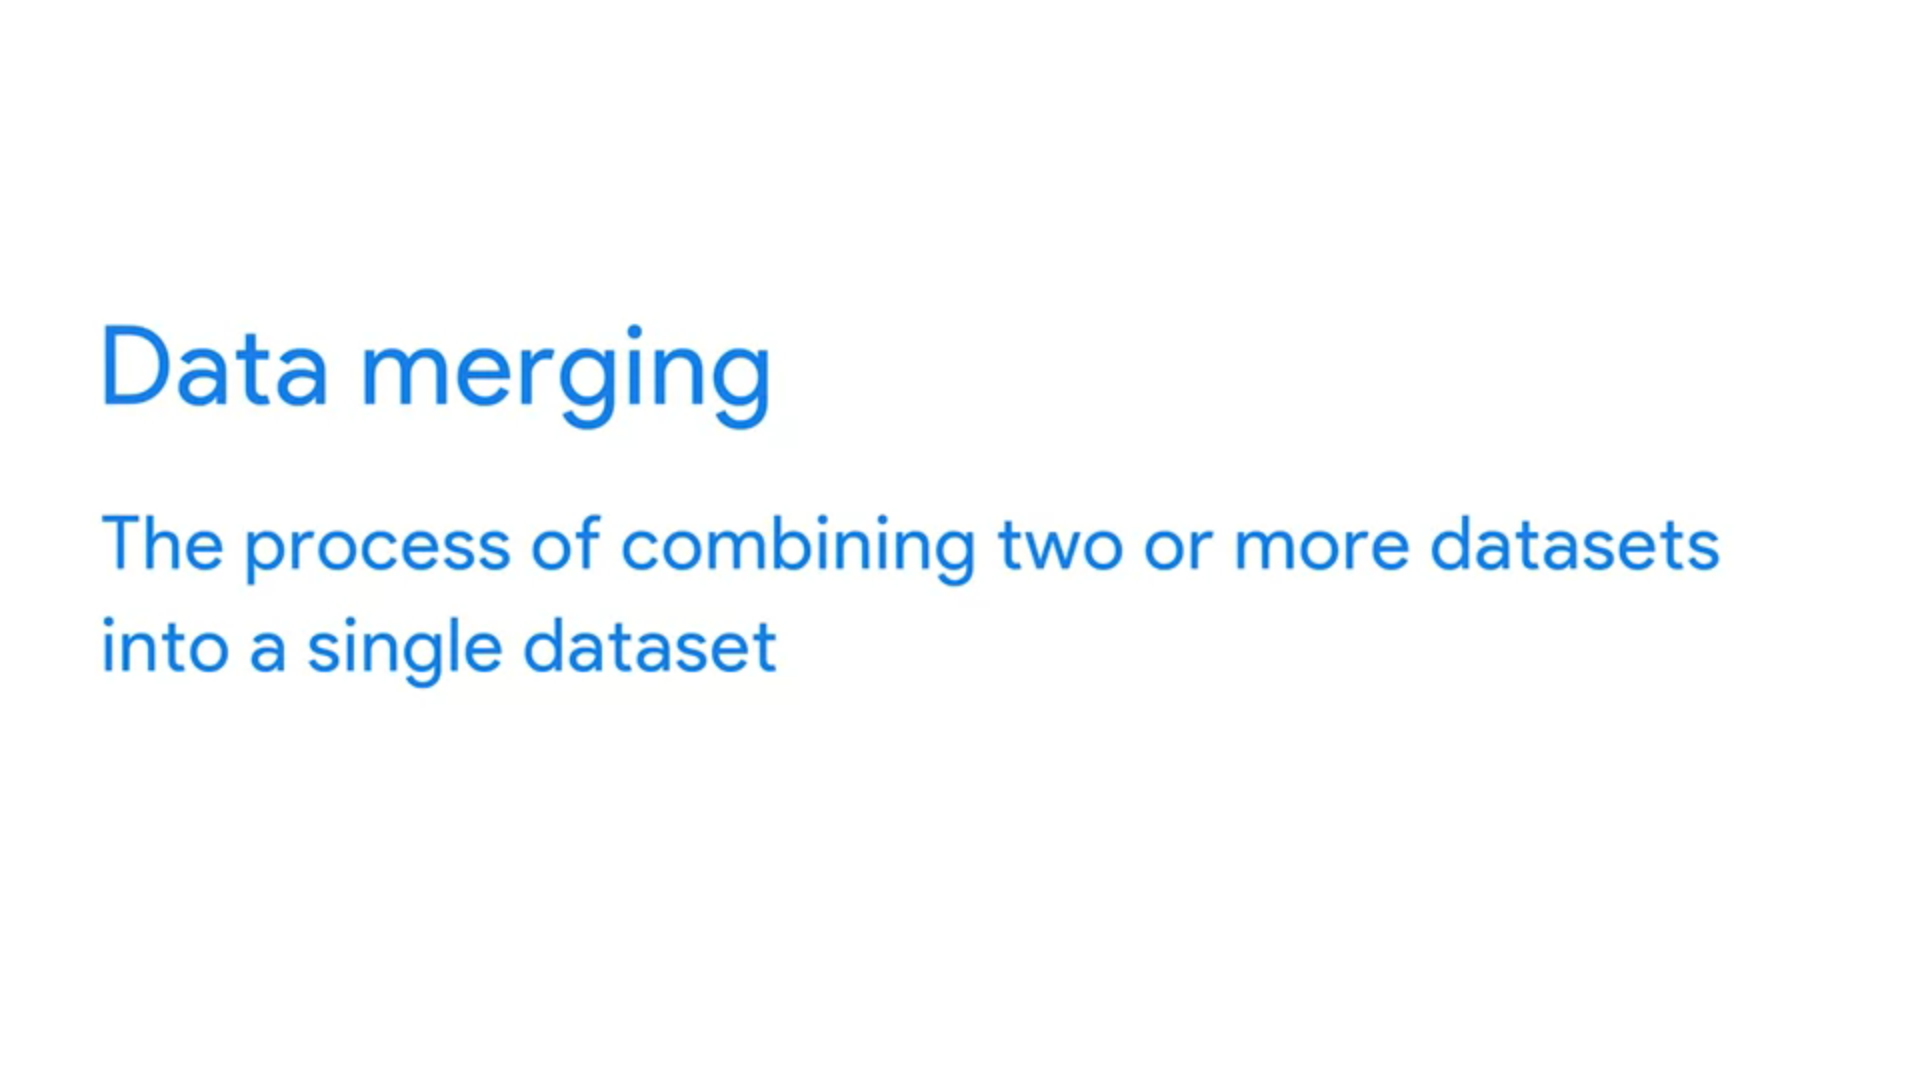 Data merging
The process of combining two or more datasets
into a single dataset